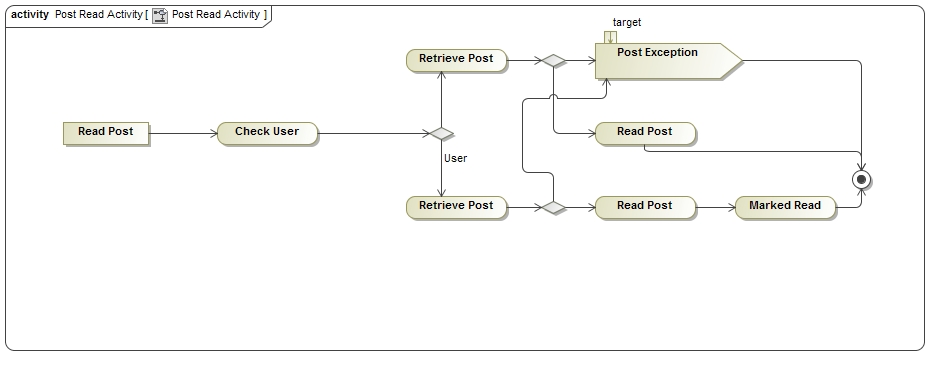 activity Post Read Activity [ Post Read Activity ]
target
Retrieve Post
Post Exception
Read Post
Check User
Read Post
User
Retrieve Post
Read Post
Marked Read